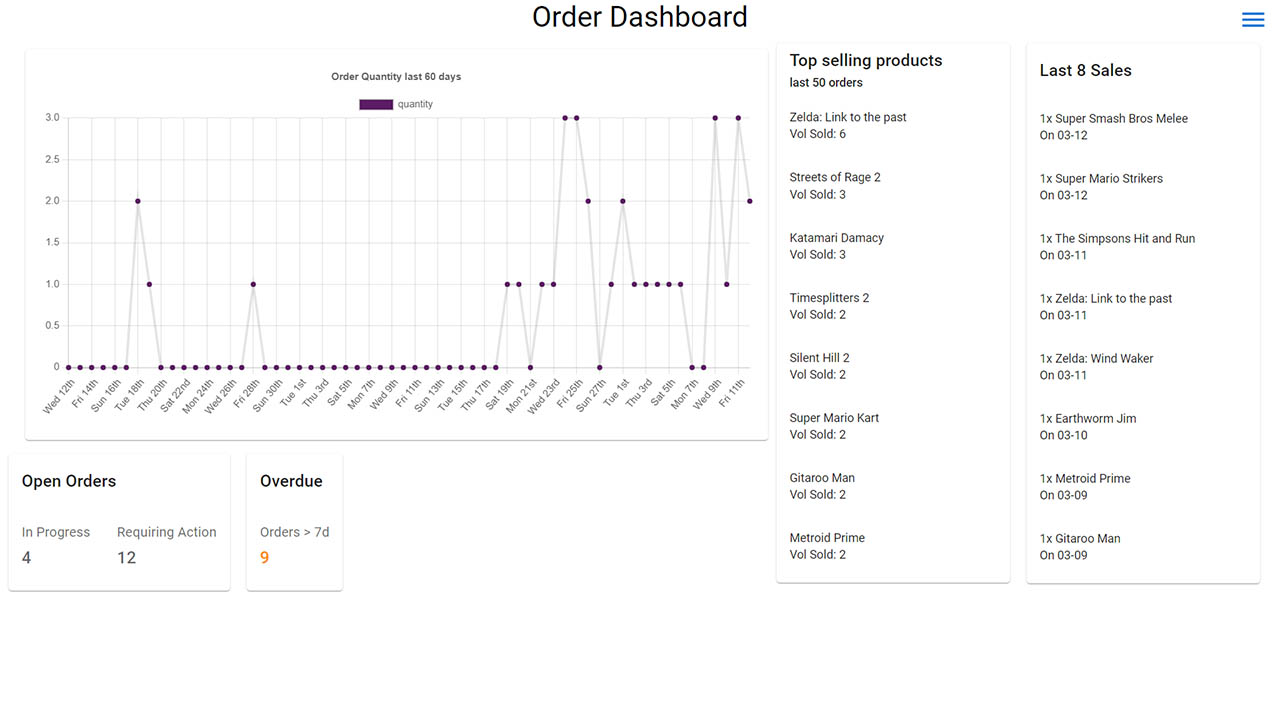 Order Dashboard
Order Quantity last 60 days
quantity
3.0
2.5
2.0
1.5
1.0
0.5
0
Wed 12th
Fri 14th
Sun 16th
Tue 18th
Thu 20th
Sat 22nd
Mon 24th
Wed 26th
Fri 28th
Sun 30th
Tue 1st
Thu 3rd
Sat 5th
Mon 7th
Wed 9th
Fri 11th
Sun 13th
Tue 15th
Thu 17th
Sat 19th
Mon 21st
Wed 23rd
Fri 25th
Sun 27th
Tue 1st
Thu 3rd
Sat 5th
Mon 7th
Wed 9th
Fri 11th
Open Orders
In Progress
4
Requiring Action
12
Overdue
Orders > 7d
9
Top selling products
last 50 orders
Zelda: Link to the past
Vol Sold: 6
Streets of Rage 2
Vol Sold: 3
Katamari Damacy
Vol Sold: 3
Timesplitters 2
Vol Sold: 2
Silent Hill 2
Vol Sold: 2
Super Mario Kart
Vol Sold: 2
Gitaroo Man
Vol Sold: 2
Metroid Prime
Vol Sold: 2
Last 8 Sales
1x Super Smash Bros Melee
On 03-12
1x Super Mario Strikers
On 03-12
1x The Simpsons Hit and Run
On 03-11
1x Zelda: Link to the past
On 03-11
1x Zelda: Wind Waker
On 03-11
1x Earthworm Jim
On 03-10
1x Metroid Prime
On 03-09
1x Gitaroo Man
On 03-09